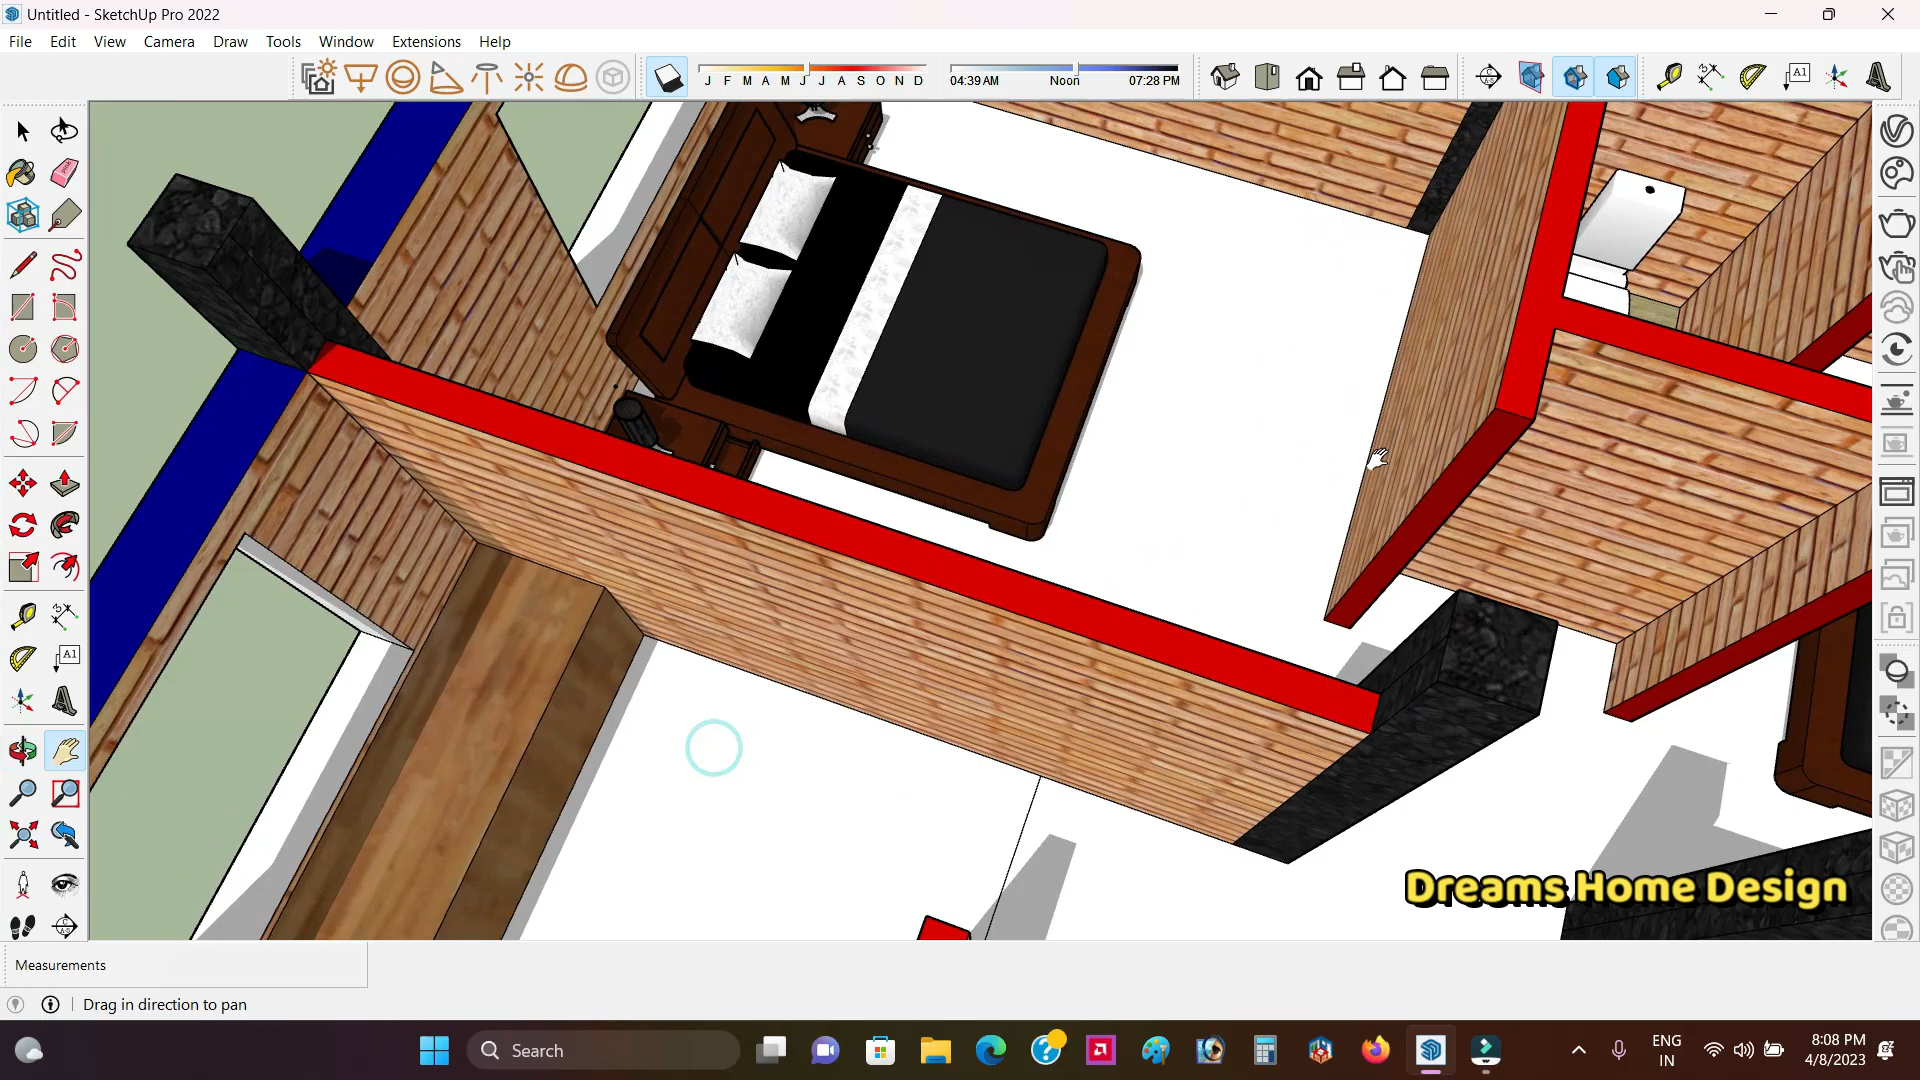 Untitled - SketchUp Pro 2022
File Edit View Camera Draw Tools Window Extensions Help
J F M A M J J A S O N D
04:39 AM Noon 07:28 PM
A1
A1
Dreams Home Design
Measurements
Drag in direction to pan
Search
ENG
IN
8:08 PM
4/8/2023